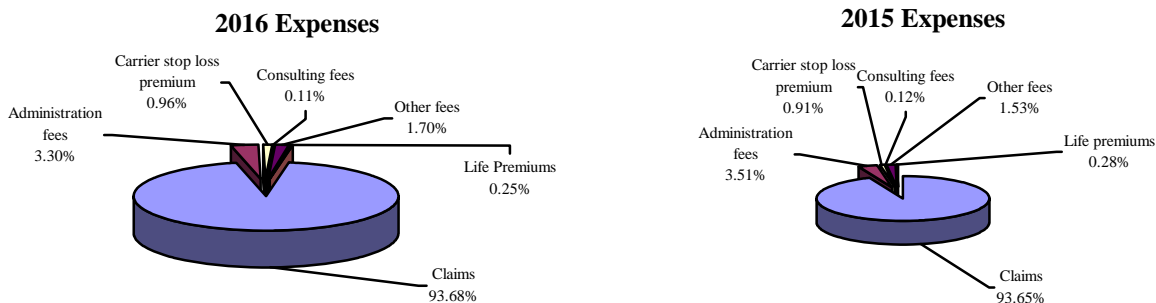 2016 Expenses
Carrier stop loss
premium
0.96%
Consulting fees
0.11%
Other fees
1.70%
Administration
fees
3.30%
Life Premiums
0.25%
Claims
93.68%
2015 Expenses
Carrier stop loss
premium
0.91%
Consulting fees
0.12%
Other fees
1.53%
Administration
fees
3.51%
Life premiums
0.28%
Claims
93.65%